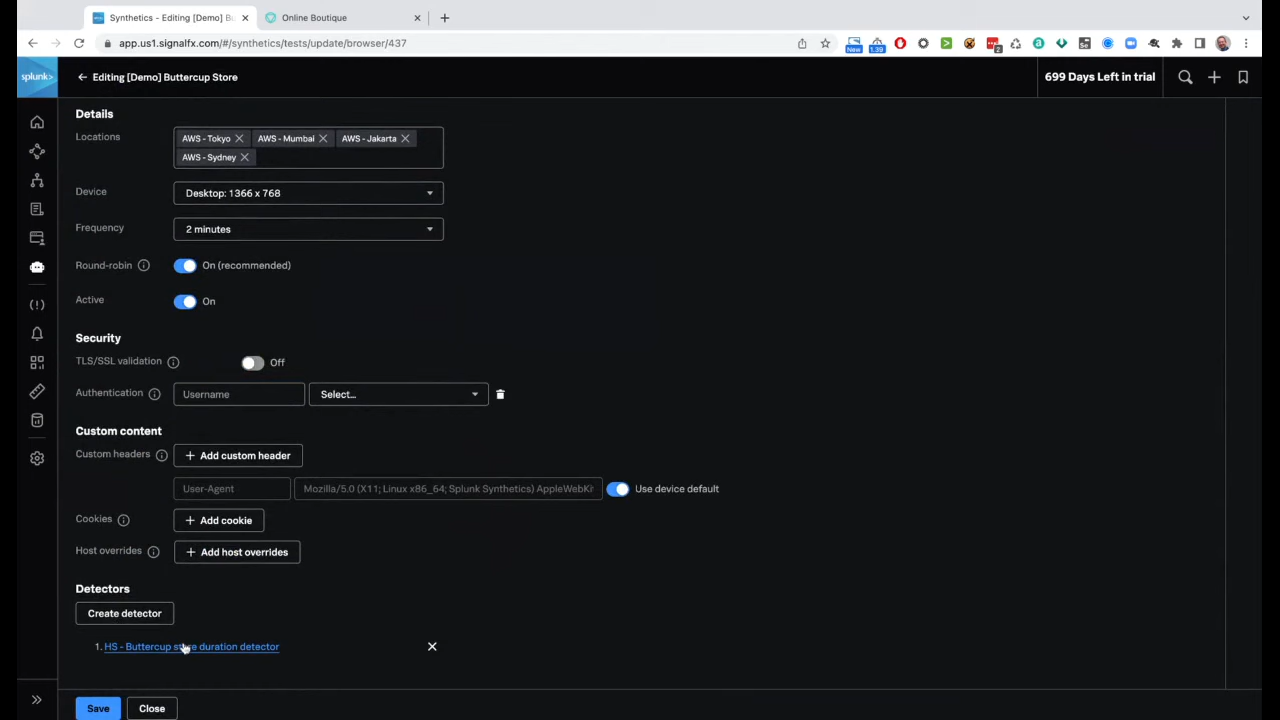 Synthetics - Editing [Demo] Bu
Online Boutique
app.us1.signalfx.com/#/synthetics/tests/update/browser/437
New
1.39
2
splunk>
Editing [Demo] Buttercup Store
699 Days Left in trial
Details
Locations
AWS - Tokyo
AWS - Mumbai
AWS - Jakarta
AWS - Sydney
Device
Desktop: 1366 x 768
Frequency
2 minutes
Round-robin
On (recommended)
Active
On
Security
TLS/SSL validation
Off
Authentication
Username
Select...
Custom content
Custom headers
+ Add custom header
User-Agent
Mozilla/5.0 (X11; Linux x86_64; Splunk Synthetics) AppleWebKi
Use device default
Cookies
+ Add cookie
Host overrides
+ Add host overrides
Detectors
Create detector
1. HS - Buttercup store duration detector
Save
Close